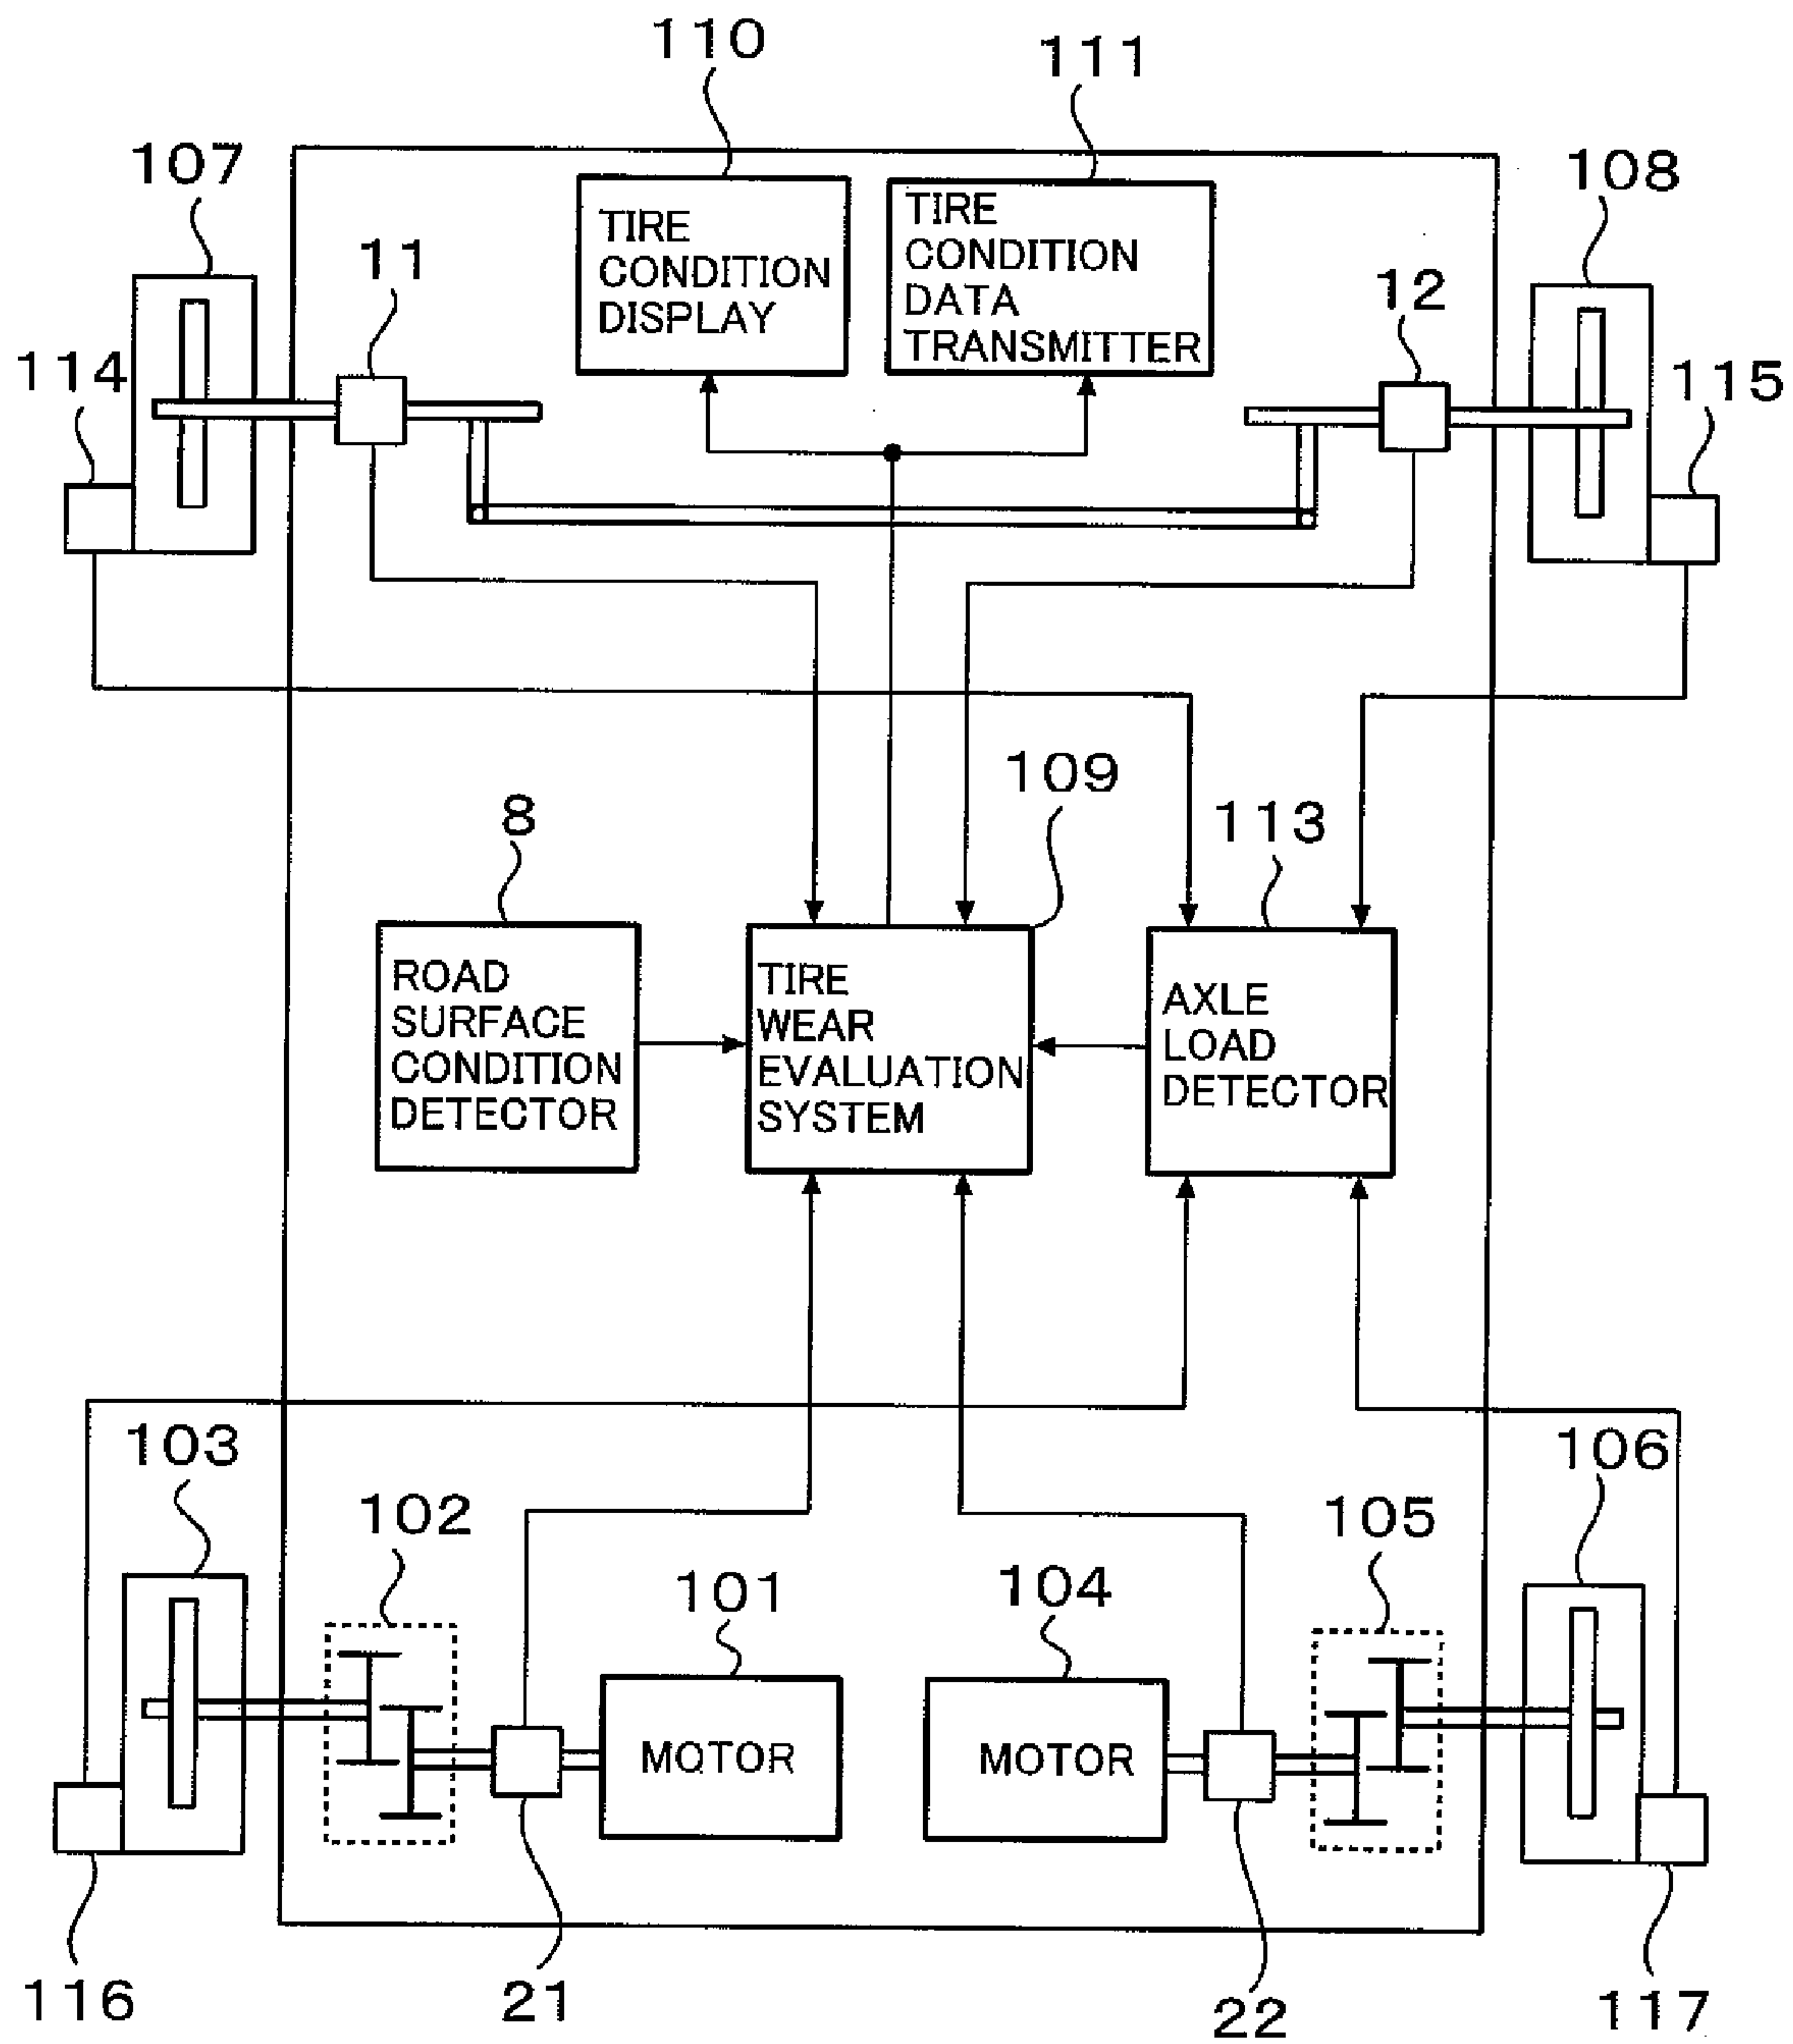 110
111
107
108
TIRE
CONDITION
DISPLAY
TIRE
CONDITION
DATA
TRANSMITTER
11
12
114
115
109
8
113
ROAD
SURFACE
CONDITION
DETECTOR
TIRE
WEAR
EVALUATION
SYSTEM
AXLE
LOAD
DETECTOR
103
106
102
105
101
104
MOTOR
MOTOR
116
21
22
117